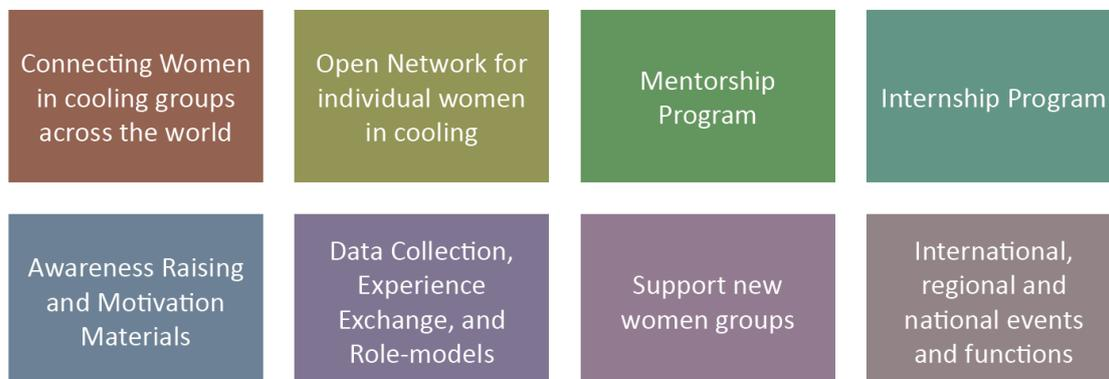 Connecting Women
in cooling groups
across the world
Open Network for
individual women
in cooling
Mentorship
Program
Internship Program
Awareness Raising
and Motivation
Materials
Data Collection,
Experience
Exchange, and
Role-models
Support new
women groups
International,
regional and
national events
and functions